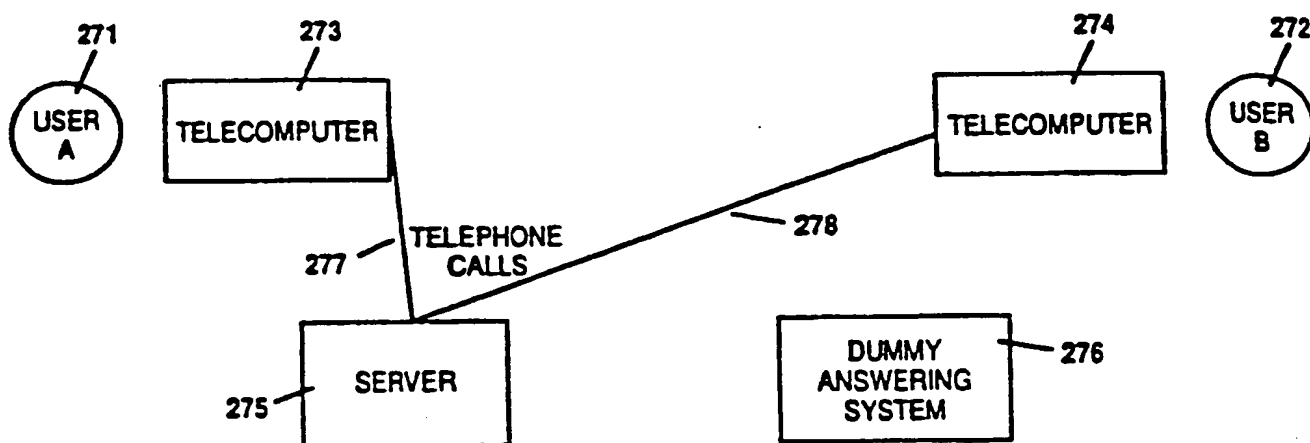 271
273
274
272
USER
A
TELECOMPUTER
TELECOMPUTER
USER
B
277
TELEPHONE
CALLS
278
275
SERVER
DUMMY
ANSWERING
SYSTEM
276